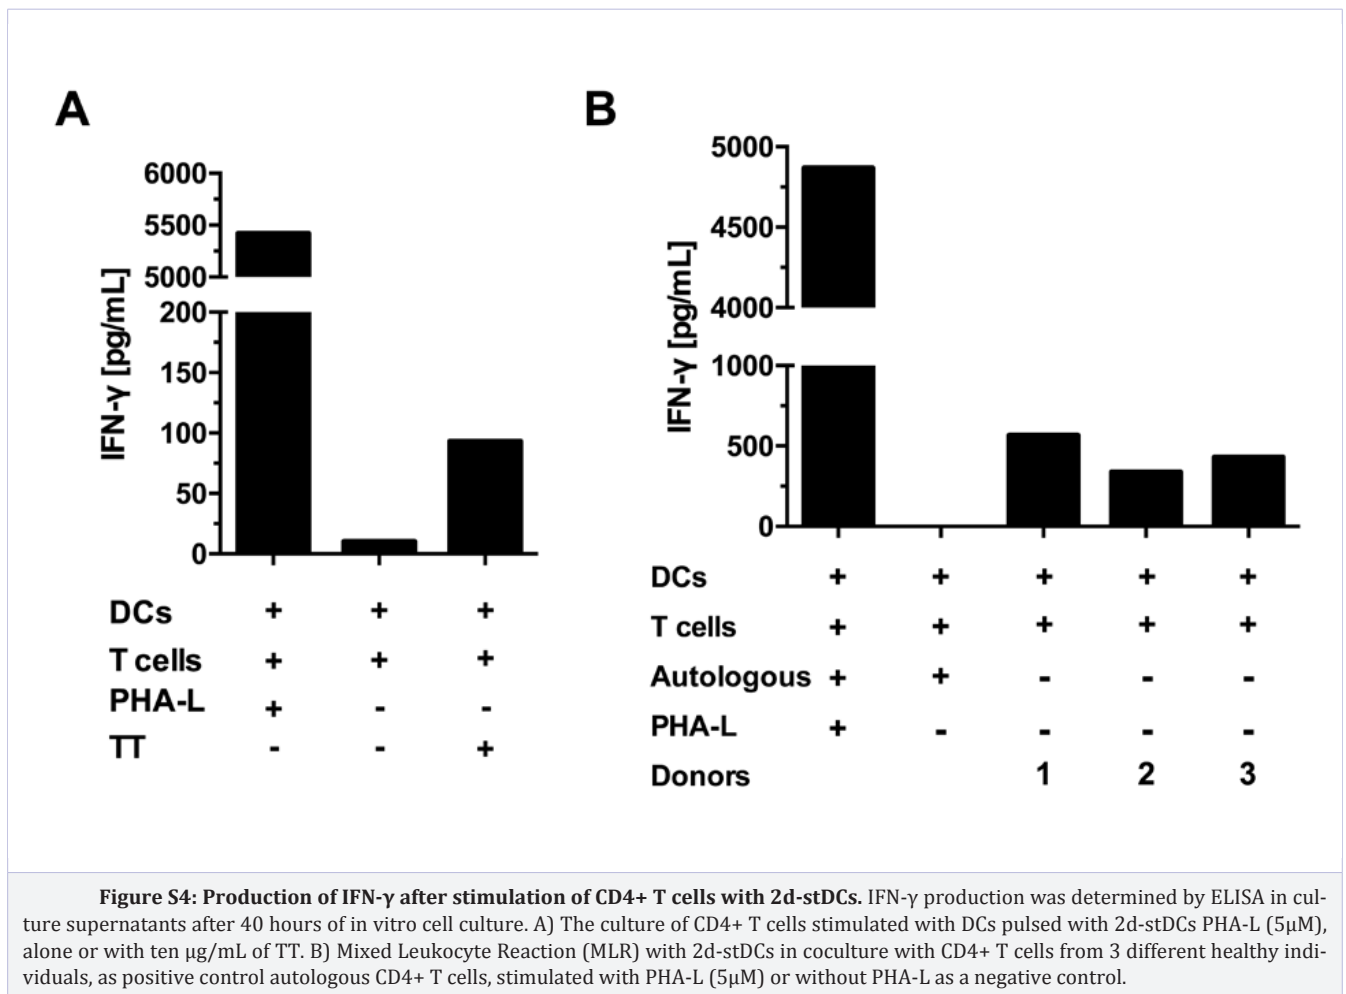 A
IFN-γ [pg/mL]
6000
5500
5000
200
150
100
50
0
DCs + + +
T cells + + +
PHA-L + - -
TT - - +
B
IFN-γ [pg/mL]
5000
4500
4000
1000
500
0
DCs + + + + +
T cells + + + + +
Autologous + + - - -
PHA-L + - - - -
Donors 1 2 3
Figure S4: Production of IFN-γ after stimulation of CD4+ T cells with 2d-stDCs. IFN-γ production was determined by ELISA in cul-
ture supernatants after 40 hours of in vitro cell culture. A) The culture of CD4+ T cells stimulated with DCs pulsed with 2d-stDCs PHA-L (5μM),
alone or with ten μg/mL of TT. B) Mixed Leukocyte Reaction (MLR) with 2d-stDCs in coculture with CD4+ T cells from 3 different healthy indi-
viduals, as positive control autologous CD4+ T cells, stimulated with PHA-L (5μM) or without PHA-L as a negative control.